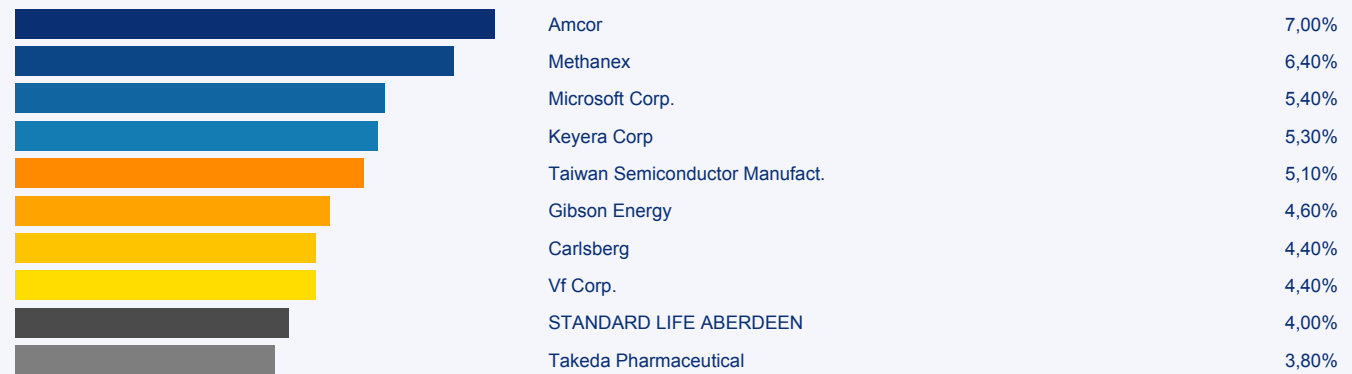 Amcor 7,00%
Methanex 6,40%
Microsoft Corp. 5,40%
Keyera Corp 5,30%
Taiwan Semiconductor Manufact. 5,10%
Gibson Energy 4,60%
Carlsberg 4,40%
Vf Corp. 4,40%
STANDARD LIFE ABERDEEN 4,00%
Takeda Pharmaceutical 3,80%